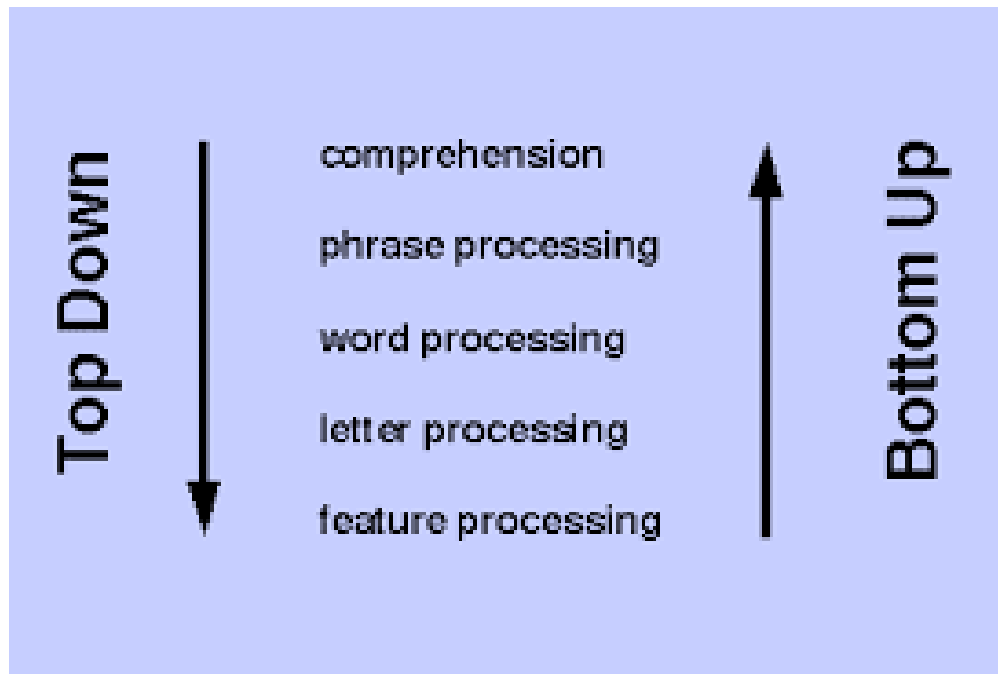 Top Down
comprehension
phrase processing
word processing
letter processing
feature processing
Bottom Up